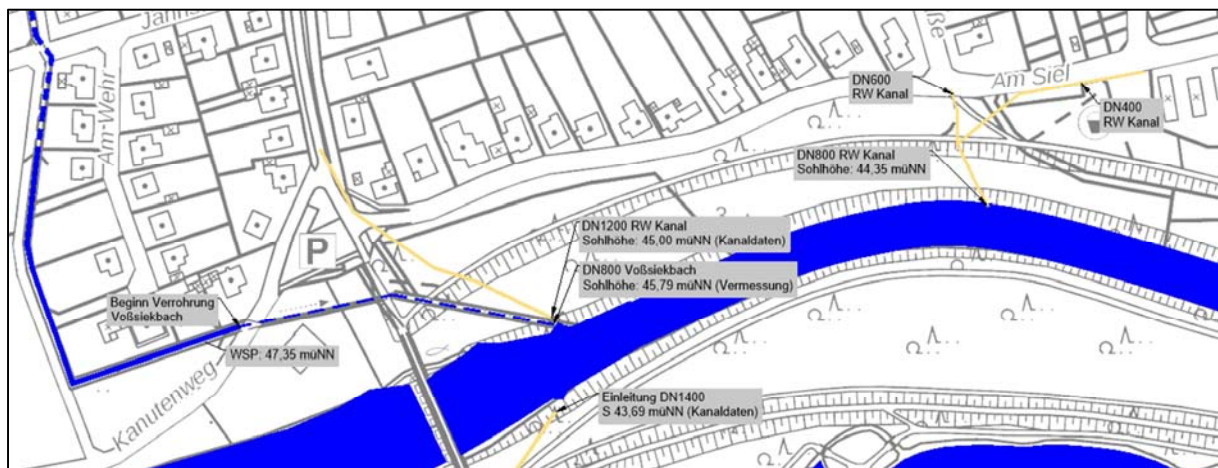 Jahns
Am Wehr
P
Beginn Verrohrung
Voßsiekbach
WSP: 47,35 müNN
Kanutenweg
DN1200 RW Kanal
Sohlhöhe: 45,00 müNN (Kanaldaten)
DN800 Voßsiekbach
Sohlhöhe: 45,79 müNN (Vermessung)
Einleitung DN1400
S 43,69 müNN (Kanaldaten)
DN600
RW Kanal
aße
Am Siel
DN400
RW Kanal
DN800 RW Kanal
Sohlhöhe: 44,35 müNN